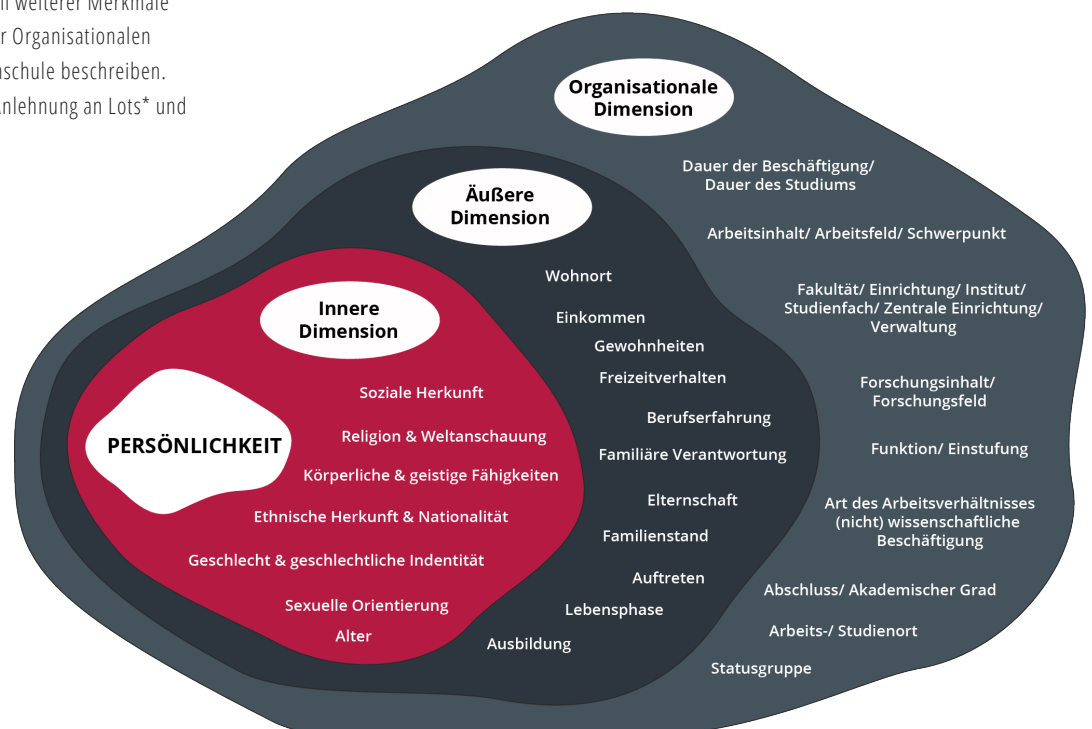 weiterer Merkmale
Organisationalen
beschreiben.
an Lots* und
Organisationale
Dimension
Dauer der Beschäftigung/
Dauer des Studiums
Arbeitsinhalt/ Arbeitsfeld/ Schwerpunkt
Fakultät/ Einrichtung/ Institut/
Studienfach/ Zentrale Einrichtung/
Verwaltung
Forschungsinhalt/
Forschungsfeld
Funktion/ Einstufung
Art des Arbeitsverhältnisses
(nicht) wissenschaftliche
Beschäftigung
Abschluss/ Akademischer Grad
Arbeits-/ Studienort
Statusgruppe
Äußere
Dimension
Wohnort
Einkommen
Gewohnheiten
Freizeitverhalten
Berufserfahrung
Familiäre Verantwortung
Elternschaft
Familienstand
Auftreten
Lebensphase
Ausbildung
Innere
Dimension
Soziale Herkunft
Religion & Weltanschauung
Körperliche & geistige Fähigkeiten
Ethnische Herkunft & Nationalität
Geschlecht & geschlechtliche Indentität
Sexuelle Orientierung
Alter
PERSÖNLICHKEIT